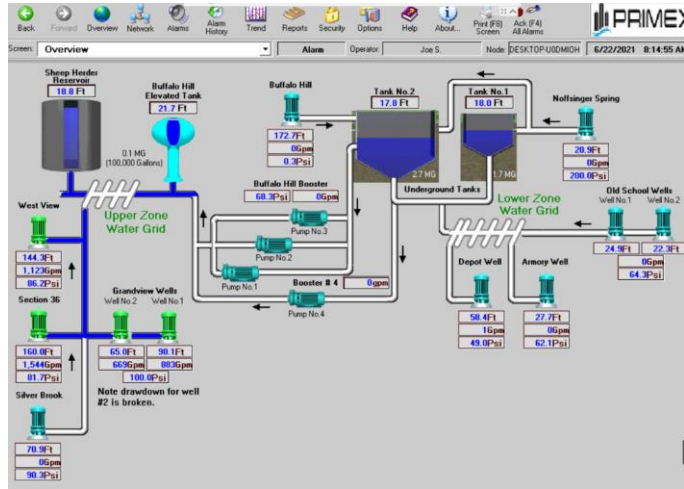 Back Forward Overview Network Alarms Alarm History Trend Reports Security Options Help About... Print (F8) Screen Ack (F4) All Alarms
PRIMEX
Screen: Overview Alarm Operator: Joe S. Node: DESKTOP-U0DMIOH 6/22/2021 8:14:55 AM
Sheep Herder
Reservoir
18.8 Ft
Buffalo Hill
Elevated Tank
21.7 Ft
0.1 MG
(100,000 Gallons)
Buffalo Hill
172.7Ft
0Gpm
0.3Psi
Tank No.2
17.8 Ft
2.7 MG
Tank No.1
18.0 Ft
1.7 MG
Underground Tanks
Noffsinger Spring
20.9Ft
0Gpm
200.0Psi
Upper Zone
Water Grid
Buffalo Hill Booster
68.3Psi 0Gpm
Pump No.3
Pump No.2
Pump No.1
Booster # 4 0gpm
Pump No.4
Lower Zone
Water Grid
Old School Wells
Well No.1 Well No.2
24.9Ft 22.3Ft
0Gpm
64.3Psi
Depot Well
58.4Ft
1Gpm
49.0Psi
Armory Well
27.7Ft
0Gpm
62.1Psi
West View
144.3Ft
1,123Gpm
86.2Psi
Section 36
160.0Ft
1,544Gpm
81.7Psi
Grandview Wells
Well No.2 Well No.1
65.0Ft 90.1Ft
669Gpm 883Gpm
100.0Psi
Note drawdown for well
#2 is broken.
Silver Brook
70.9Ft
0Gpm
90.3Psi